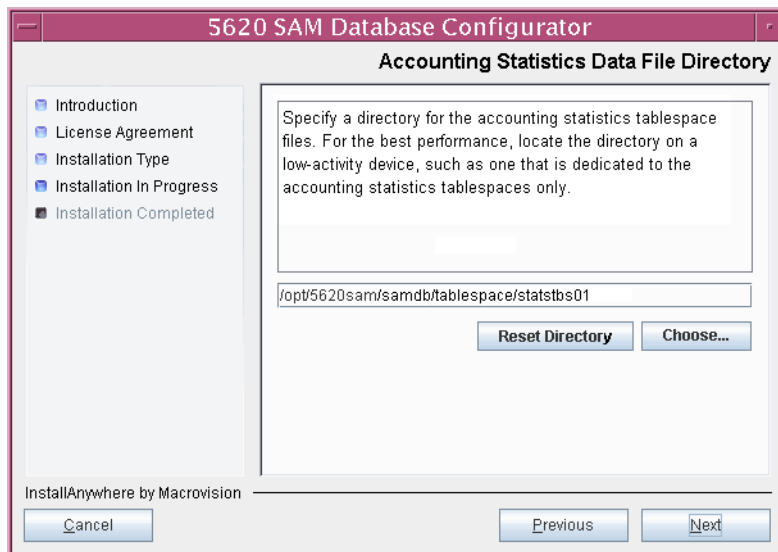 5620 SAM Database Configurator
Accounting Statistics Data File Directory
Introduction
License Agreement
Installation Type
Installation In Progress
Installation Completed
Specify a directory for the accounting statistics tablespace
files. For the best performance, locate the directory on a
low-activity device, such as one that is dedicated to the
accounting statistics tablespaces only.
/opt/5620sam/samdb/tablespace/statstbs01
Reset Directory
Choose...
InstallAnywhere by Macrovision
Cancel
Previous
Next